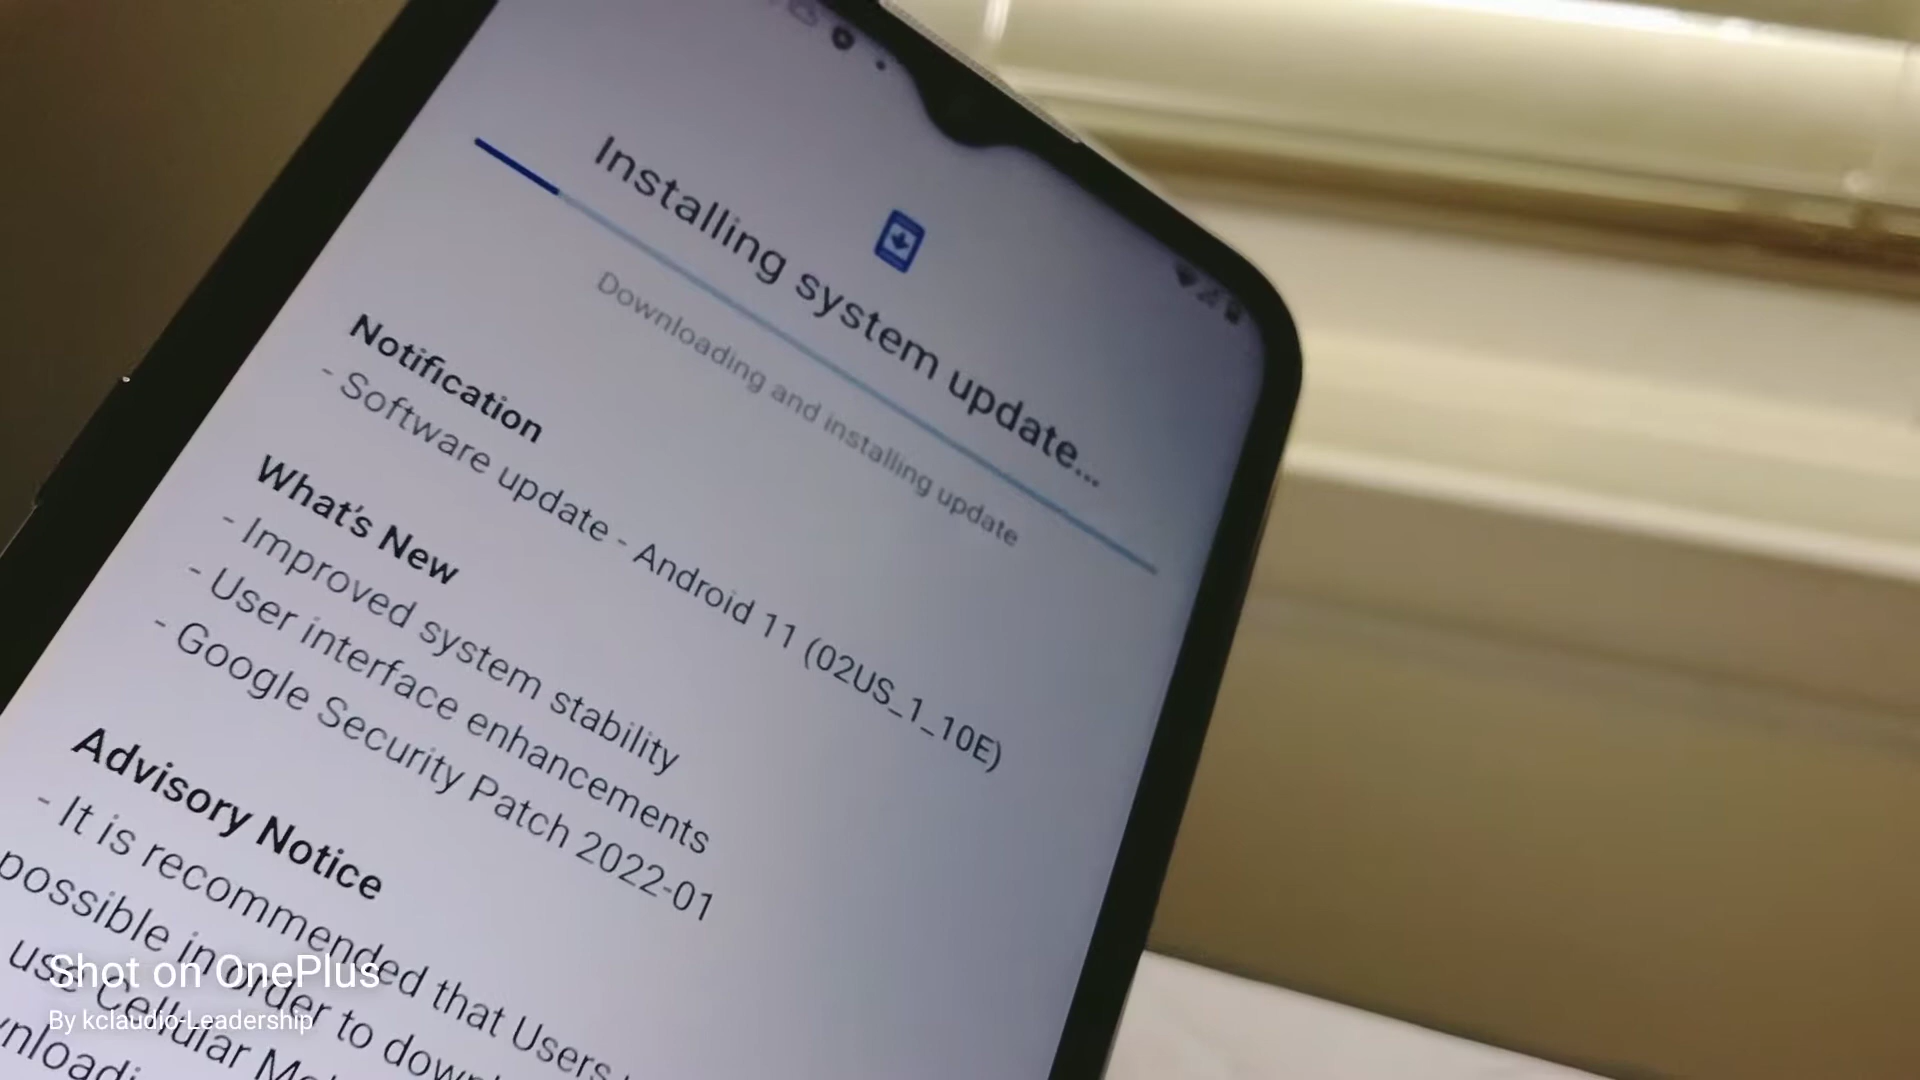 Installing system update...
Downloading and installing update
Notification
- Software update - Android 11 (02US_1_10E)
What's New
- Improved system stability
- User interface enhancements
- Google Security Patch 2022-01
Advisory Notice
- It is recommended that Users
possible in order to
use Cellular
Shot on OnePlus
By kclaudio-Leadership